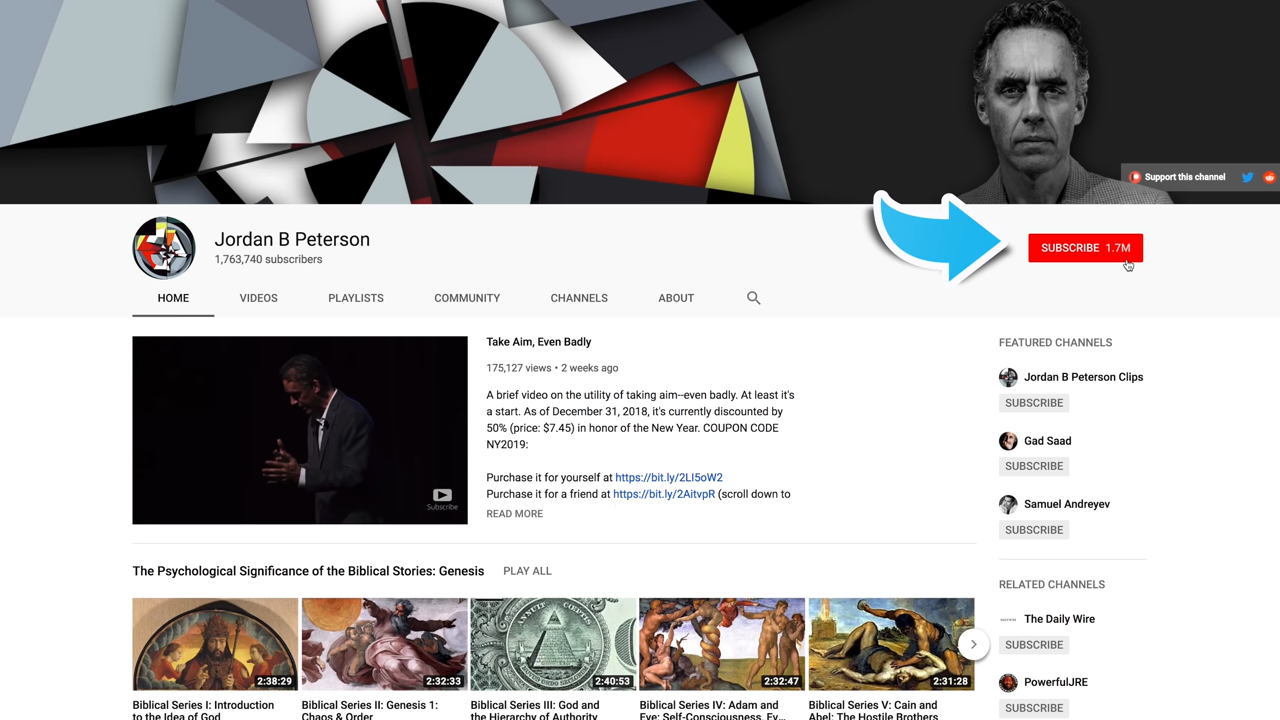 Support this channel
Jordan B Peterson
1,763,740 subscribers
SUBSCRIBE 1.7M
HOME VIDEOS PLAYLISTS COMMUNITY CHANNELS ABOUT
Take Aim, Even Badly
175,127 views • 2 weeks ago
A brief video on the utility of taking aim--even badly. At least it's
a start. As of December 31, 2018, it's currently discounted by
50% (price: $7.45) in honor of the New Year. COUPON CODE
NY2019:
Purchase it for yourself at https://bit.ly/2LI5oW2
Purchase it for a friend at https://bit.ly/2AitvpR (scroll down to
READ MORE
Subscribe
FEATURED CHANNELS
Jordan B Peterson Clips
SUBSCRIBE
Gad Saad
SUBSCRIBE
Samuel Andreyev
SUBSCRIBE
RELATED CHANNELS
The Daily Wire
SUBSCRIBE
PowerfulJRE
SUBSCRIBE
The Psychological Significance of the Biblical Stories: Genesis PLAY ALL
ANNUIT CŒPTIS
2:38:29
2:32:33
2:40:53
2:32:47
2:31:28
Biblical Series I: Introduction
to the Idea of God
Biblical Series II: Genesis 1:
Chaos & Order
Biblical Series III: God and
the Hierarchy of Authority
Biblical Series IV: Adam and
Eve: Self-Consciousness, Ev...
Biblical Series V: Cain and
Abel: The Hostile Brothers